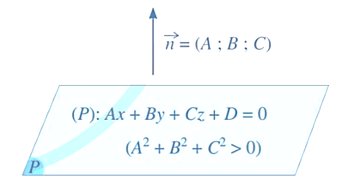 n⃗ = (A ; B ; C)
(P): Ax + By + Cz + D = 0
(A² + B² + C² > 0)
P